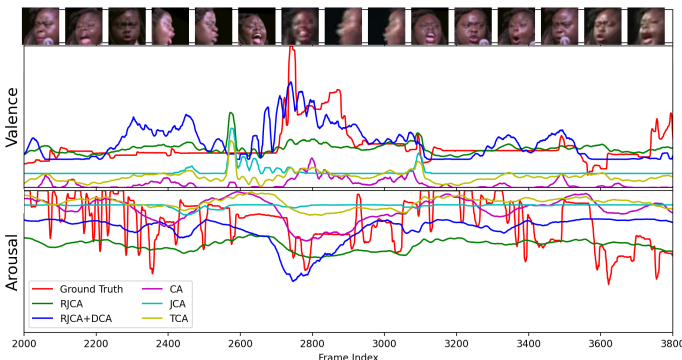 Valence
Arousal
Ground Truth
RJCA
RJCA+DCA
CA
JCA
TCA
2000 2200 2400 2600 2800 3000 3200 3400 3600 3800
Frame Index